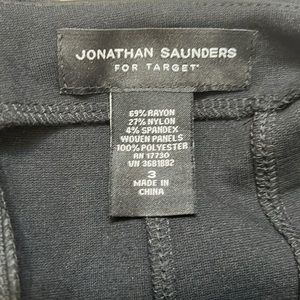 JONATHAN SAUNDERS
FOR TARGET
69% RAYON
27% NYLON
4% SPANDEX
WOVEN PANELS
100% POLYESTER
RN 17730
VN 3681882
3
MADE IN
CHINA